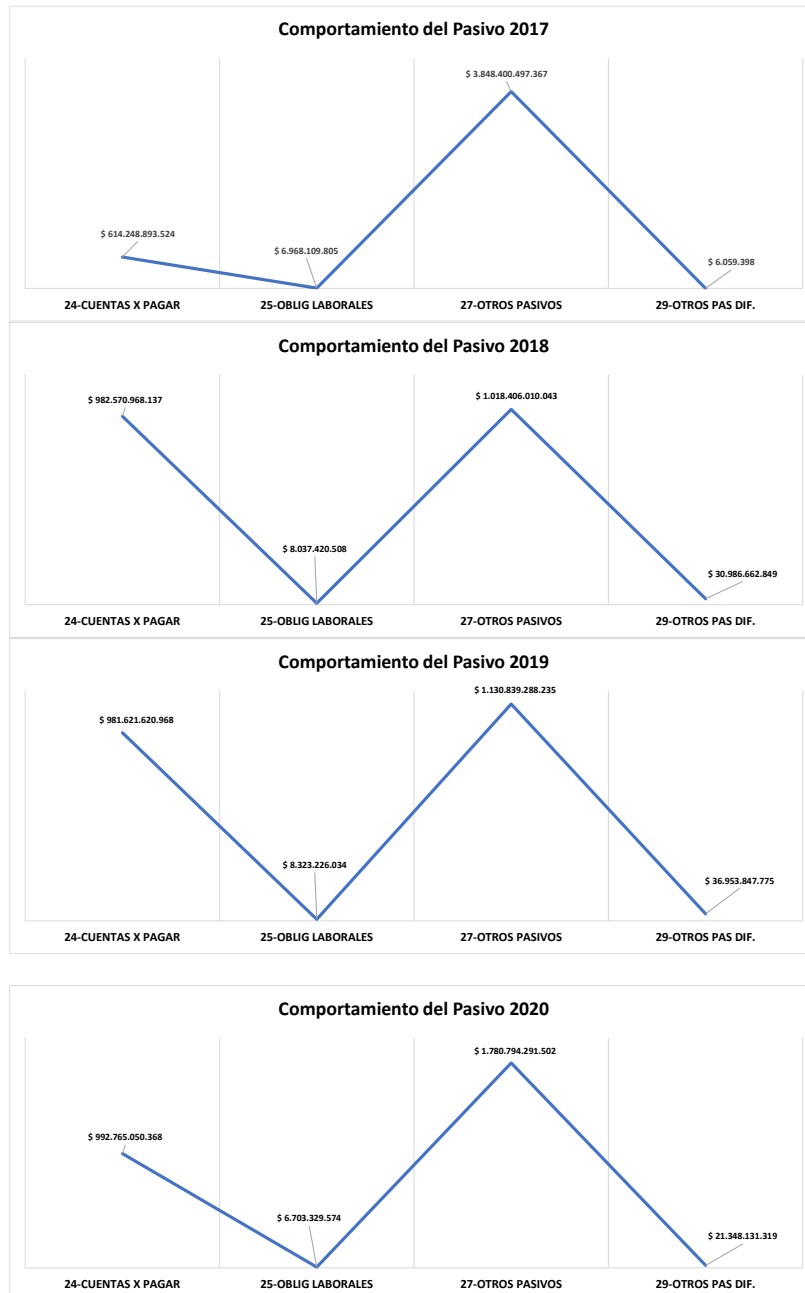 Comportamiento del Pasivo 2017
$ 3.848.400.497.367
$ 614.248.893.524
$ 6.968.109.805
$ 6.059.398
24-CUENTAS X PAGAR 25-OBLIG LABORALES 27-OTROS PASIVOS 29-OTROS PAS DIF.
Comportamiento del Pasivo 2018
$ 982.570.968.137
$ 1.018.406.010.043
$ 8.037.420.508
$ 30.986.662.849
24-CUENTAS X PAGAR 25-OBLIG LABORALES 27-OTROS PASIVOS 29-OTROS PAS DIF.
Comportamiento del Pasivo 2019
$ 1.130.839.288.235
$ 981.621.620.968
$ 8.323.226.034
$ 36.953.847.775
24-CUENTAS X PAGAR 25-OBLIG LABORALES 27-OTROS PASIVOS 29-OTROS PAS DIF.
Comportamiento del Pasivo 2020
$ 1.780.794.291.502
$ 992.765.050.368
$ 6.703.329.574
$ 21.348.131.319
24-CUENTAS X PAGAR 25-OBLIG LABORALES 27-OTROS PASIVOS 29-OTROS PAS DIF.